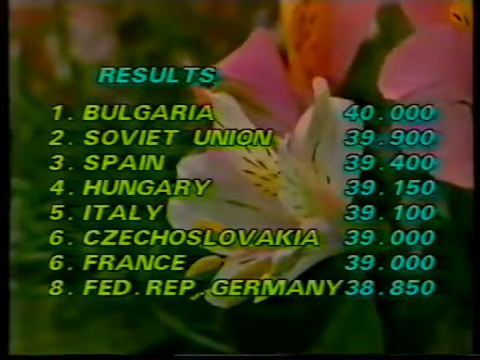 RESULTS
1. BULGARIA 40.000
2. SOVIET UNION 39.900
3. SPAIN 39.400
4. HUNGARY 39.150
5. ITALY 39.100
6. CZECHOSLOVAKIA 39.000
6. FRANCE 39.000
8. FED.REP.GERMANY 38.850